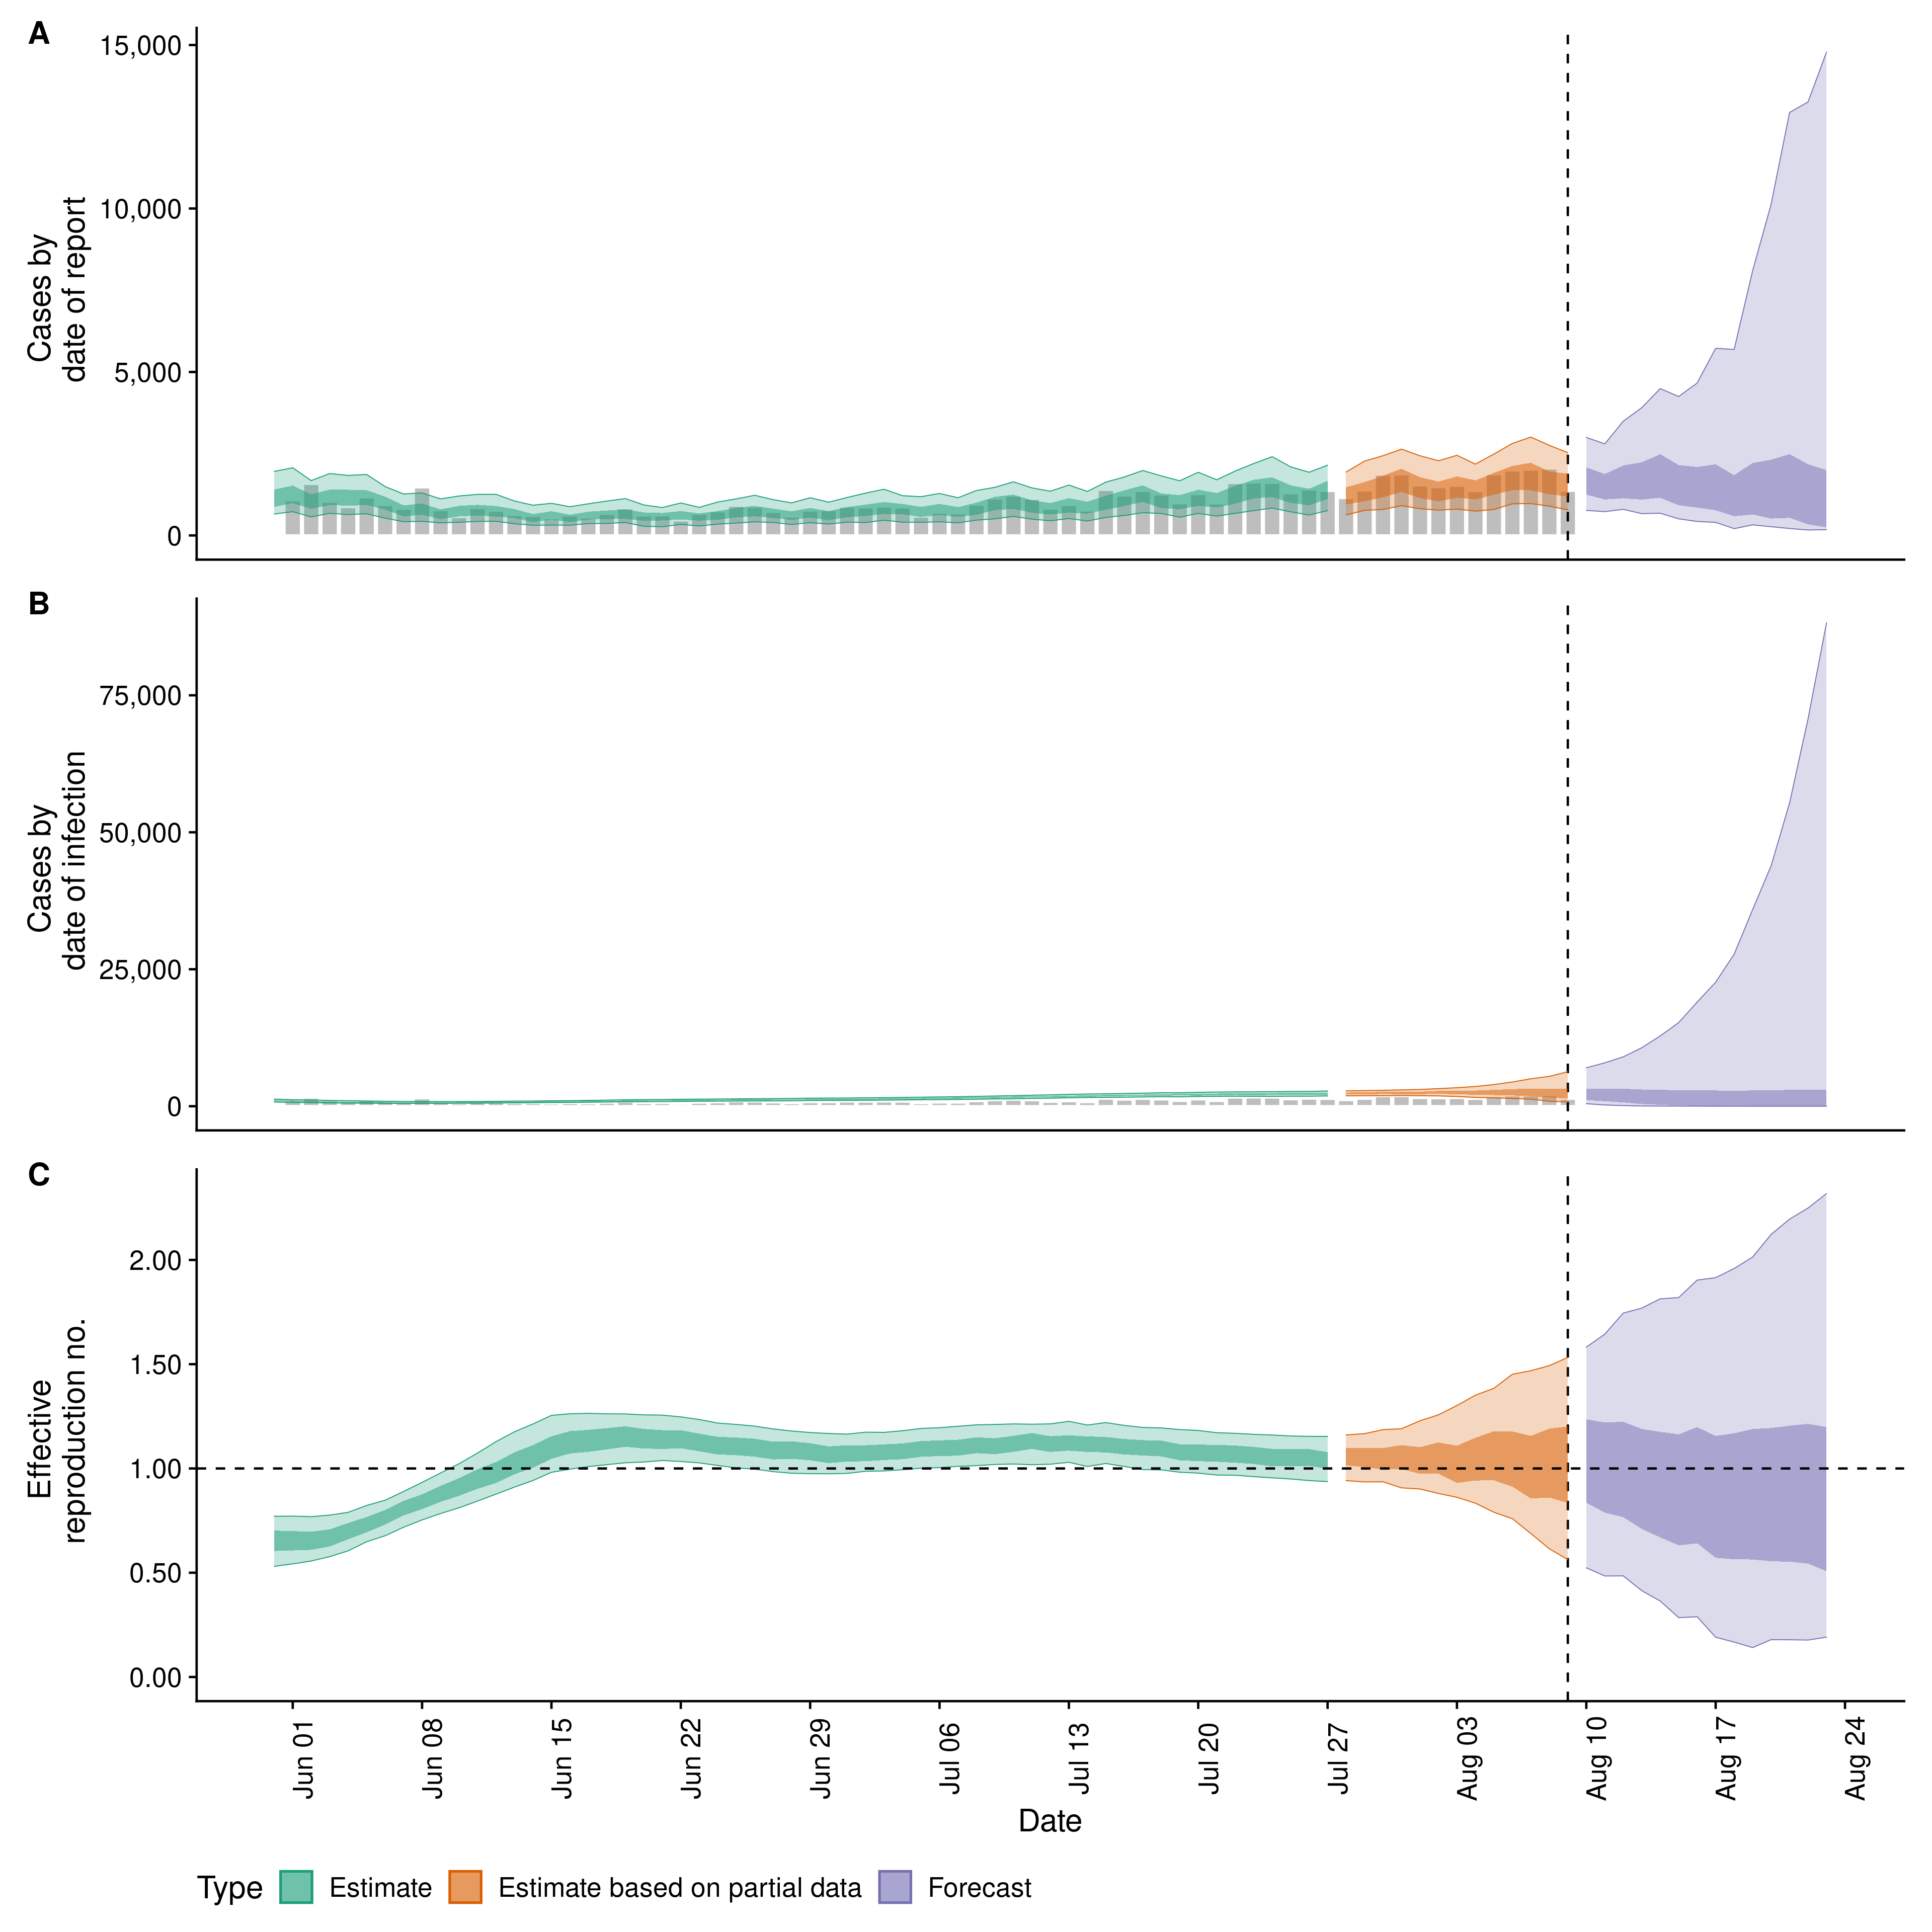 A
15,000
10,000
5,000
0
Cases by
date of report
B
75,000
50,000
25,000
0
Cases by
date of infection
C
2.00
1.50
1.00
0.50
0.00
Effective
reproduction no.
Jun 01
Jun 08
Jun 15
Jun 22
Jun 29
Jul 06
Jul 13
Jul 20
Jul 27
Aug 03
Aug 10
Aug 17
Aug 24
Date
Type Estimate Estimate based on partial data Forecast